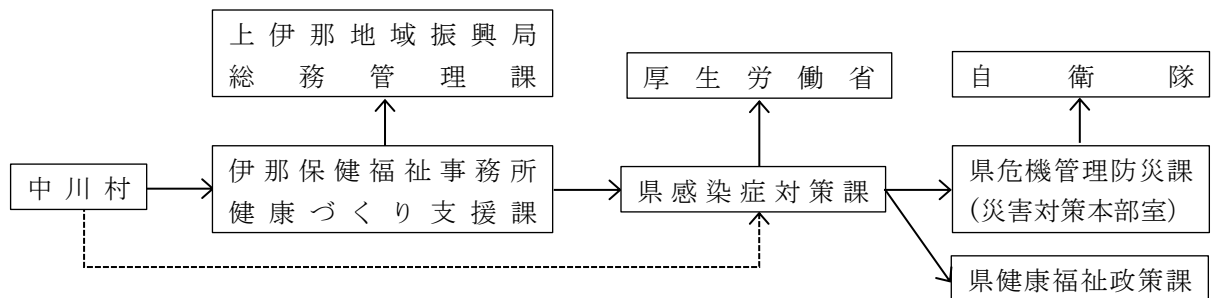 上伊那地域振興局
総務管理課
厚生労働省
自衛隊
中川村
伊那保健福祉事務所
健康づくり支援課
県感染症対策課
県危機管理防災課
(災害対策本部室)
県健康福祉政策課